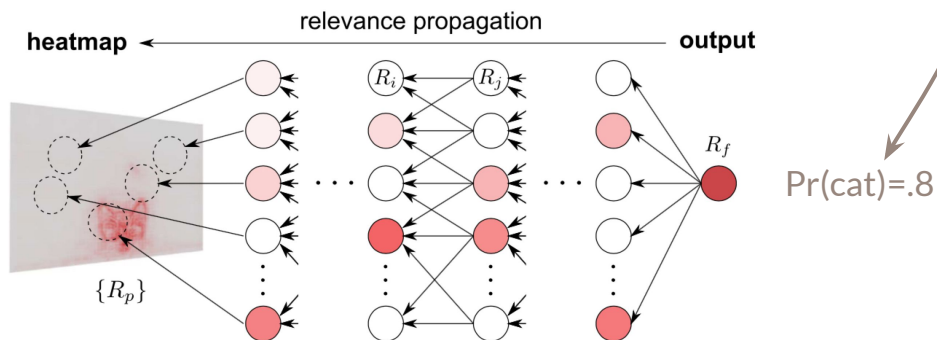 relevance propagation
heatmap
output
R_i
R_j
R_f
Pr(cat)=.8
{R_p}